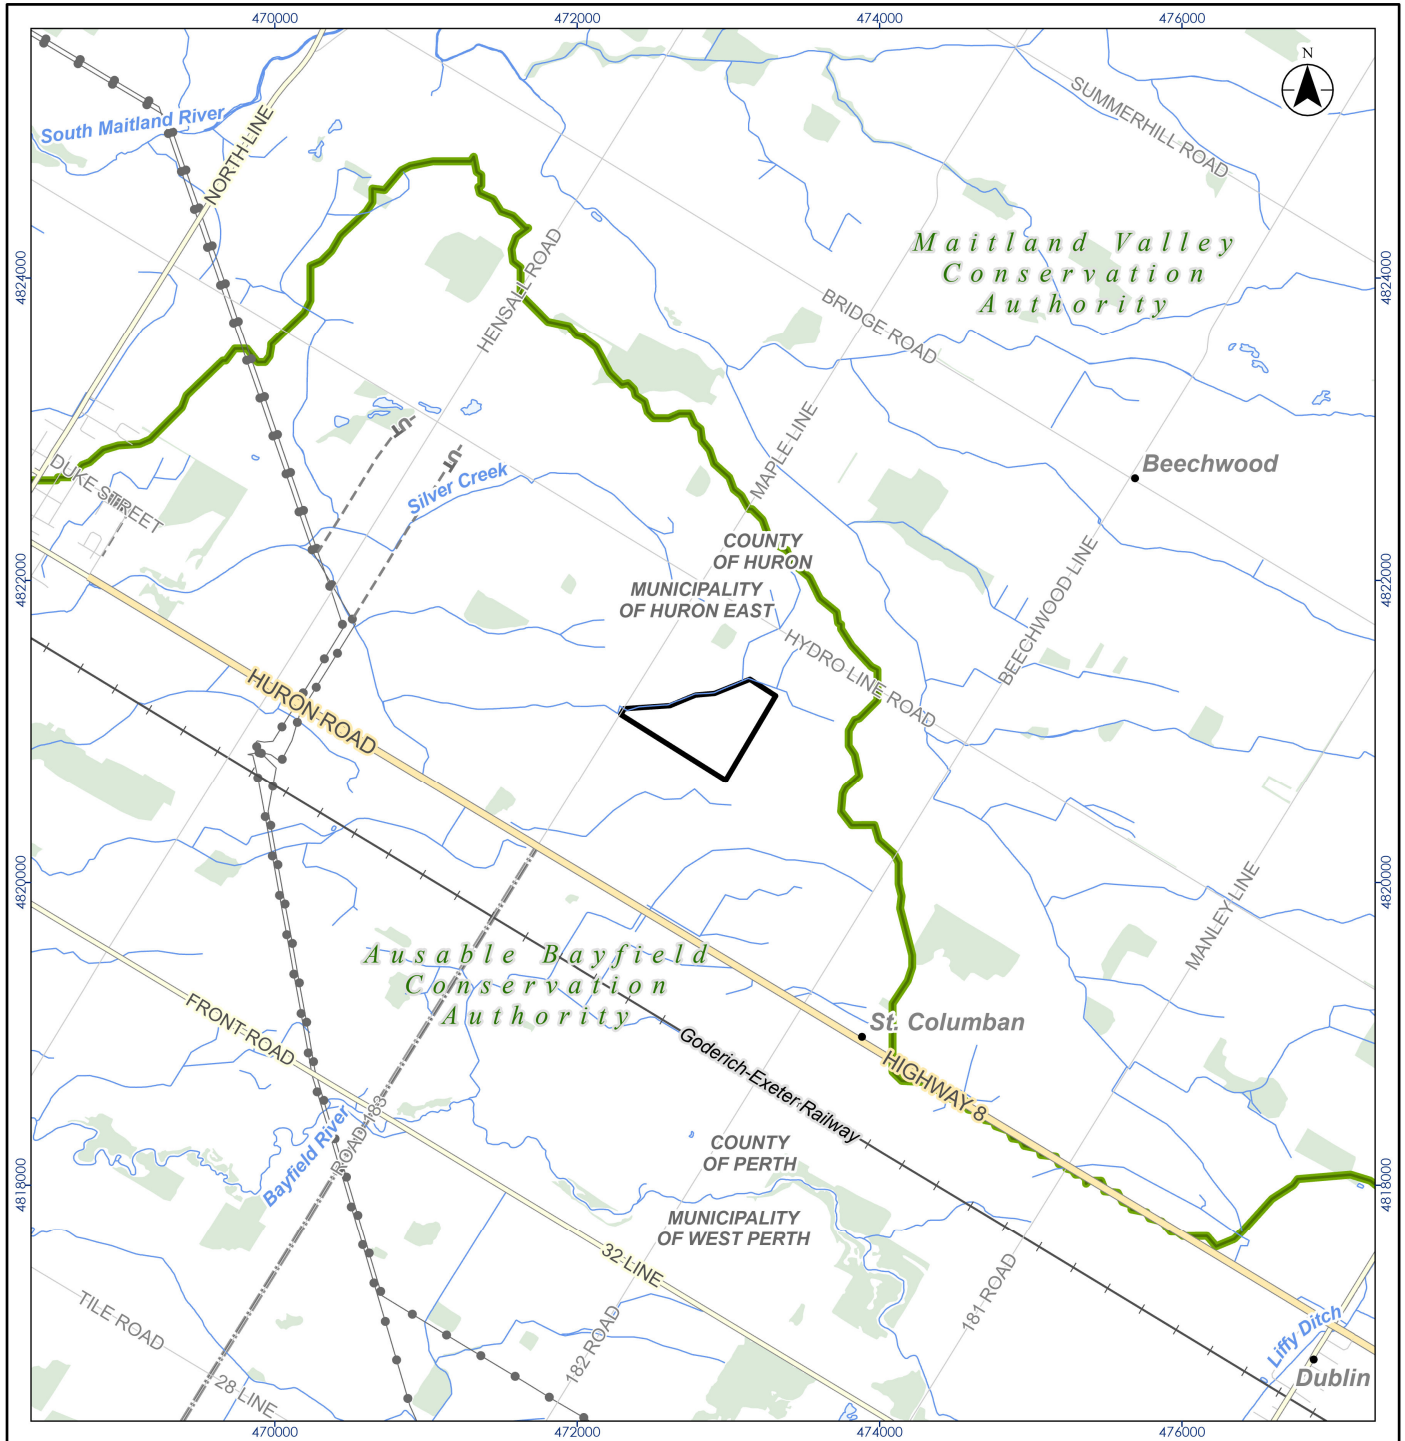 470000
472000
474000
476000
N
SUMMERHILL ROAD
South Maitland River
NORTH LINE
Maitland Valley
Conservation
Authority
4824000
4824000
HENSALL ROAD
BRIDGE ROAD
MAPLE LINE
Beechwood
DUKE STREET
Silver Creek
COUNTY
OF HURON
MUNICIPALITY
OF HURON EAST
BEECHWOOD LINE
4822000
4822000
HYDRO LINE ROAD
HURON ROAD
4820000
4820000
MANLEY LINE
Ausable Bayfield
Conservation
Authority
FRONT ROAD
St. Columban
Goderich-Exeter Railway
HIGHWAY 8
ROAD 183
Bayfield River
COUNTY
OF PERTH
4818000
4818000
MUNICIPALITY
OF WEST PERTH
32 LINE
181 ROAD
TILE ROAD
182 ROAD
Liffy Ditch
28 LINE
Dublin
470000
472000
474000
476000